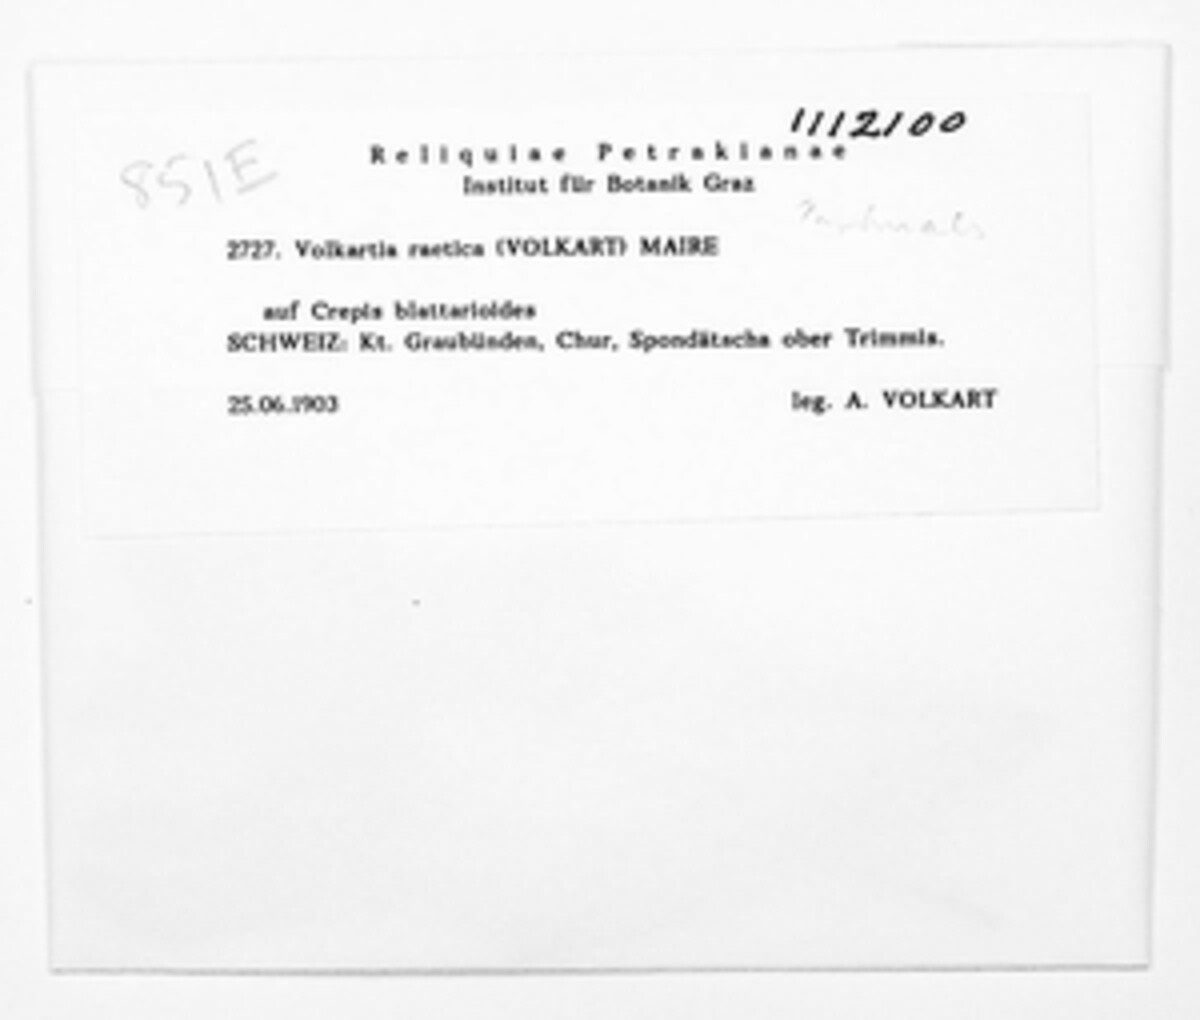 1112100
851E
Reliquiae Petrakianae
Institut für Botanik Graz
2727. Volkartia raetica (VOLKART) MAIRE
auf Crepis blattarioides
SCHWEIZ: Kt. Graubünden, Chur, Spondätscha ober Trimmis.
25.06.1903 leg. A. VOLKART